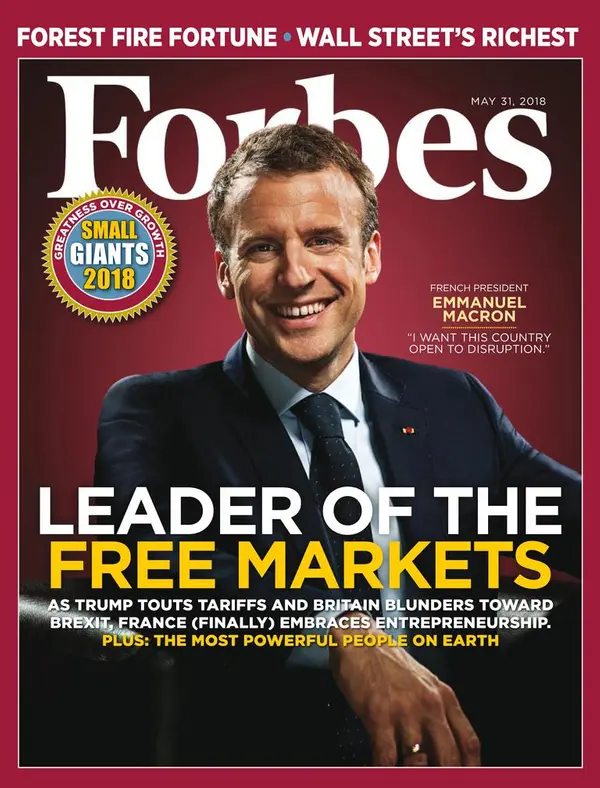 FOREST FIRE FORTUNE • WALL STREET'S RICHEST
Forbes
MAY 31, 2018
GREATNESS OVER GROWTH
SMALL
GIANTS
2018
FRENCH PRESIDENT
EMMANUEL
MACRON
“I WANT THIS COUNTRY
OPEN TO DISRUPTION.”
LEADER OF THE
FREE MARKETS
AS TRUMP TOUTS TARIFFS AND BRITAIN BLUNDERS TOWARD
BREXIT, FRANCE (FINALLY) EMBRACES ENTREPRENEURSHIP.
PLUS: THE MOST POWERFUL PEOPLE ON EARTH